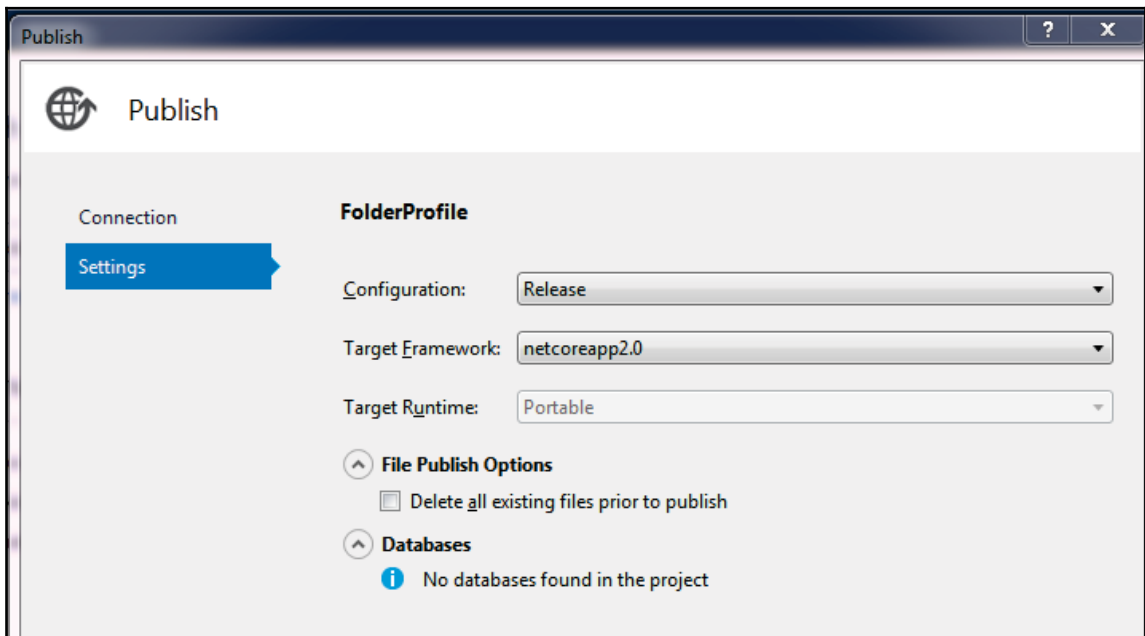 Publish
? X
Publish
Connection
Settings
FolderProfile
Configuration: Release
Target Framework: netcoreapp2.0
Target Runtime: Portable
File Publish Options
Delete all existing files prior to publish
Databases
No databases found in the project